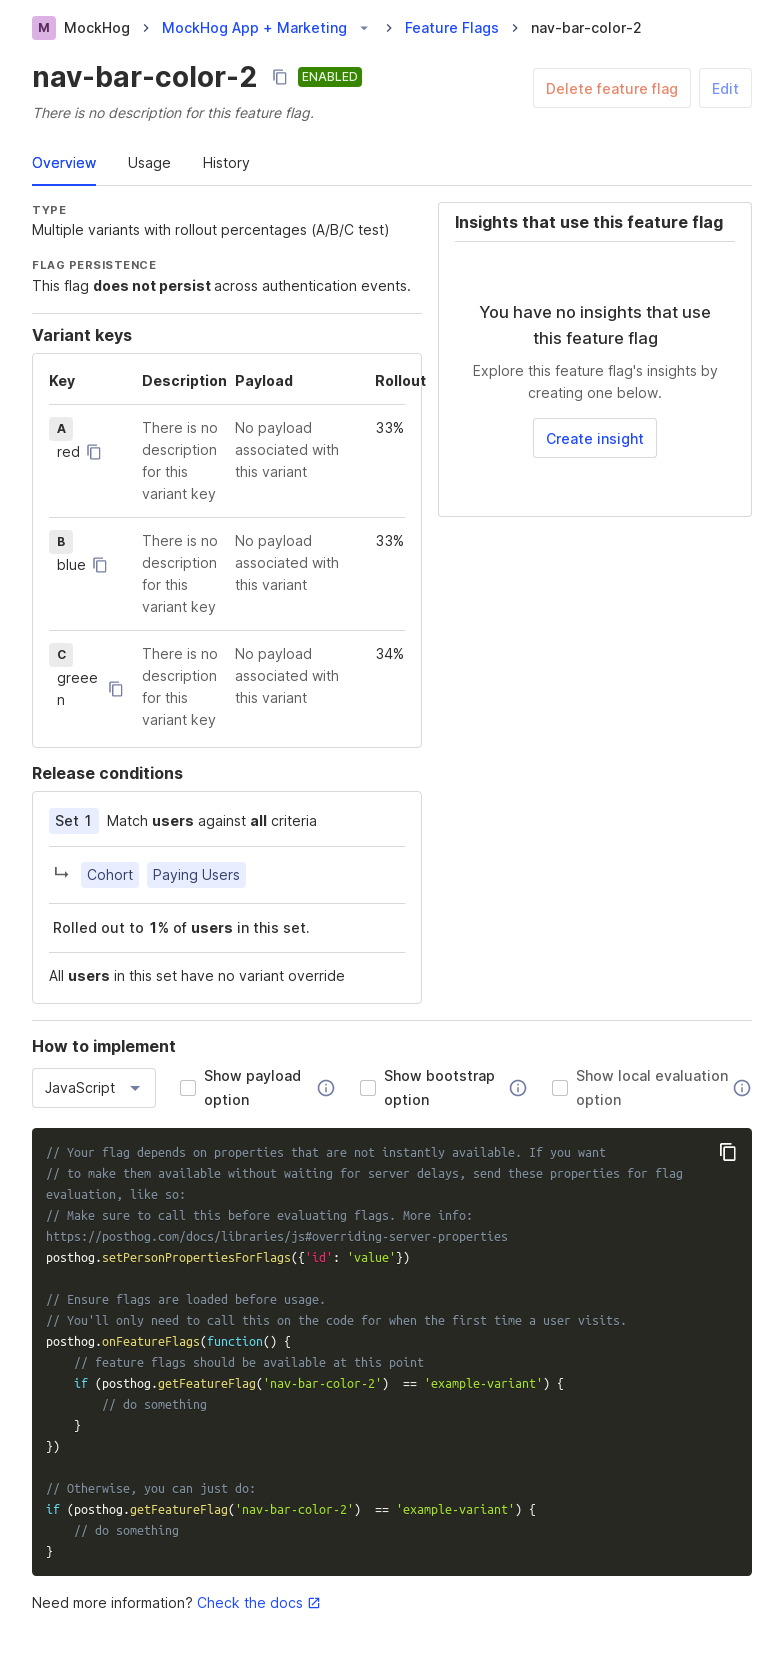 M MockHog > MockHog App + Marketing > Feature Flags > nav-bar-color-2
nav-bar-color-2 ENABLED
Delete feature flag Edit
There is no description for this feature flag.
Overview Usage History
TYPE
Multiple variants with rollout percentages (A/B/C test)
FLAG PERSISTENCE
This flag does not persist across authentication events.
Insights that use this feature flag
You have no insights that use
this feature flag
Explore this feature flag's insights by
creating one below.
Create insight
Variant keys
Key Description Payload Rollout
A
red
There is no
description
for this
variant key
No payload
associated with
this variant
33%
B
blue
There is no
description
for this
variant key
No payload
associated with
this variant
33%
C
greee
n
There is no
description
for this
variant key
No payload
associated with
this variant
34%
Release conditions
Set 1 Match users against all criteria
Cohort Paying Users
Rolled out to 1% of users in this set.
All users in this set have no variant override
How to implement
JavaScript
Show payload
option
Show bootstrap
option
Show local evaluation
option
// Your flag depends on properties that are not instantly available. If you want
// to make them available without waiting for server delays, send these properties for flag
evaluation, like so:
// Make sure to call this before evaluating flags. More info:
https://posthog.com/docs/libraries/js#overriding-server-properties
posthog.setPersonPropertiesForFlags({'id': 'value'})
// Ensure flags are loaded before usage.
// You'll only need to call this on the code for when the first time a user visits.
posthog.onFeatureFlags(function() {
    // feature flags should be available at this point
    if (posthog.getFeatureFlag('nav-bar-color-2')  == 'example-variant') {
        // do something
    }
})
// Otherwise, you can just do:
if (posthog.getFeatureFlag('nav-bar-color-2')  == 'example-variant') {
    // do something
}
Need more information? Check the docs